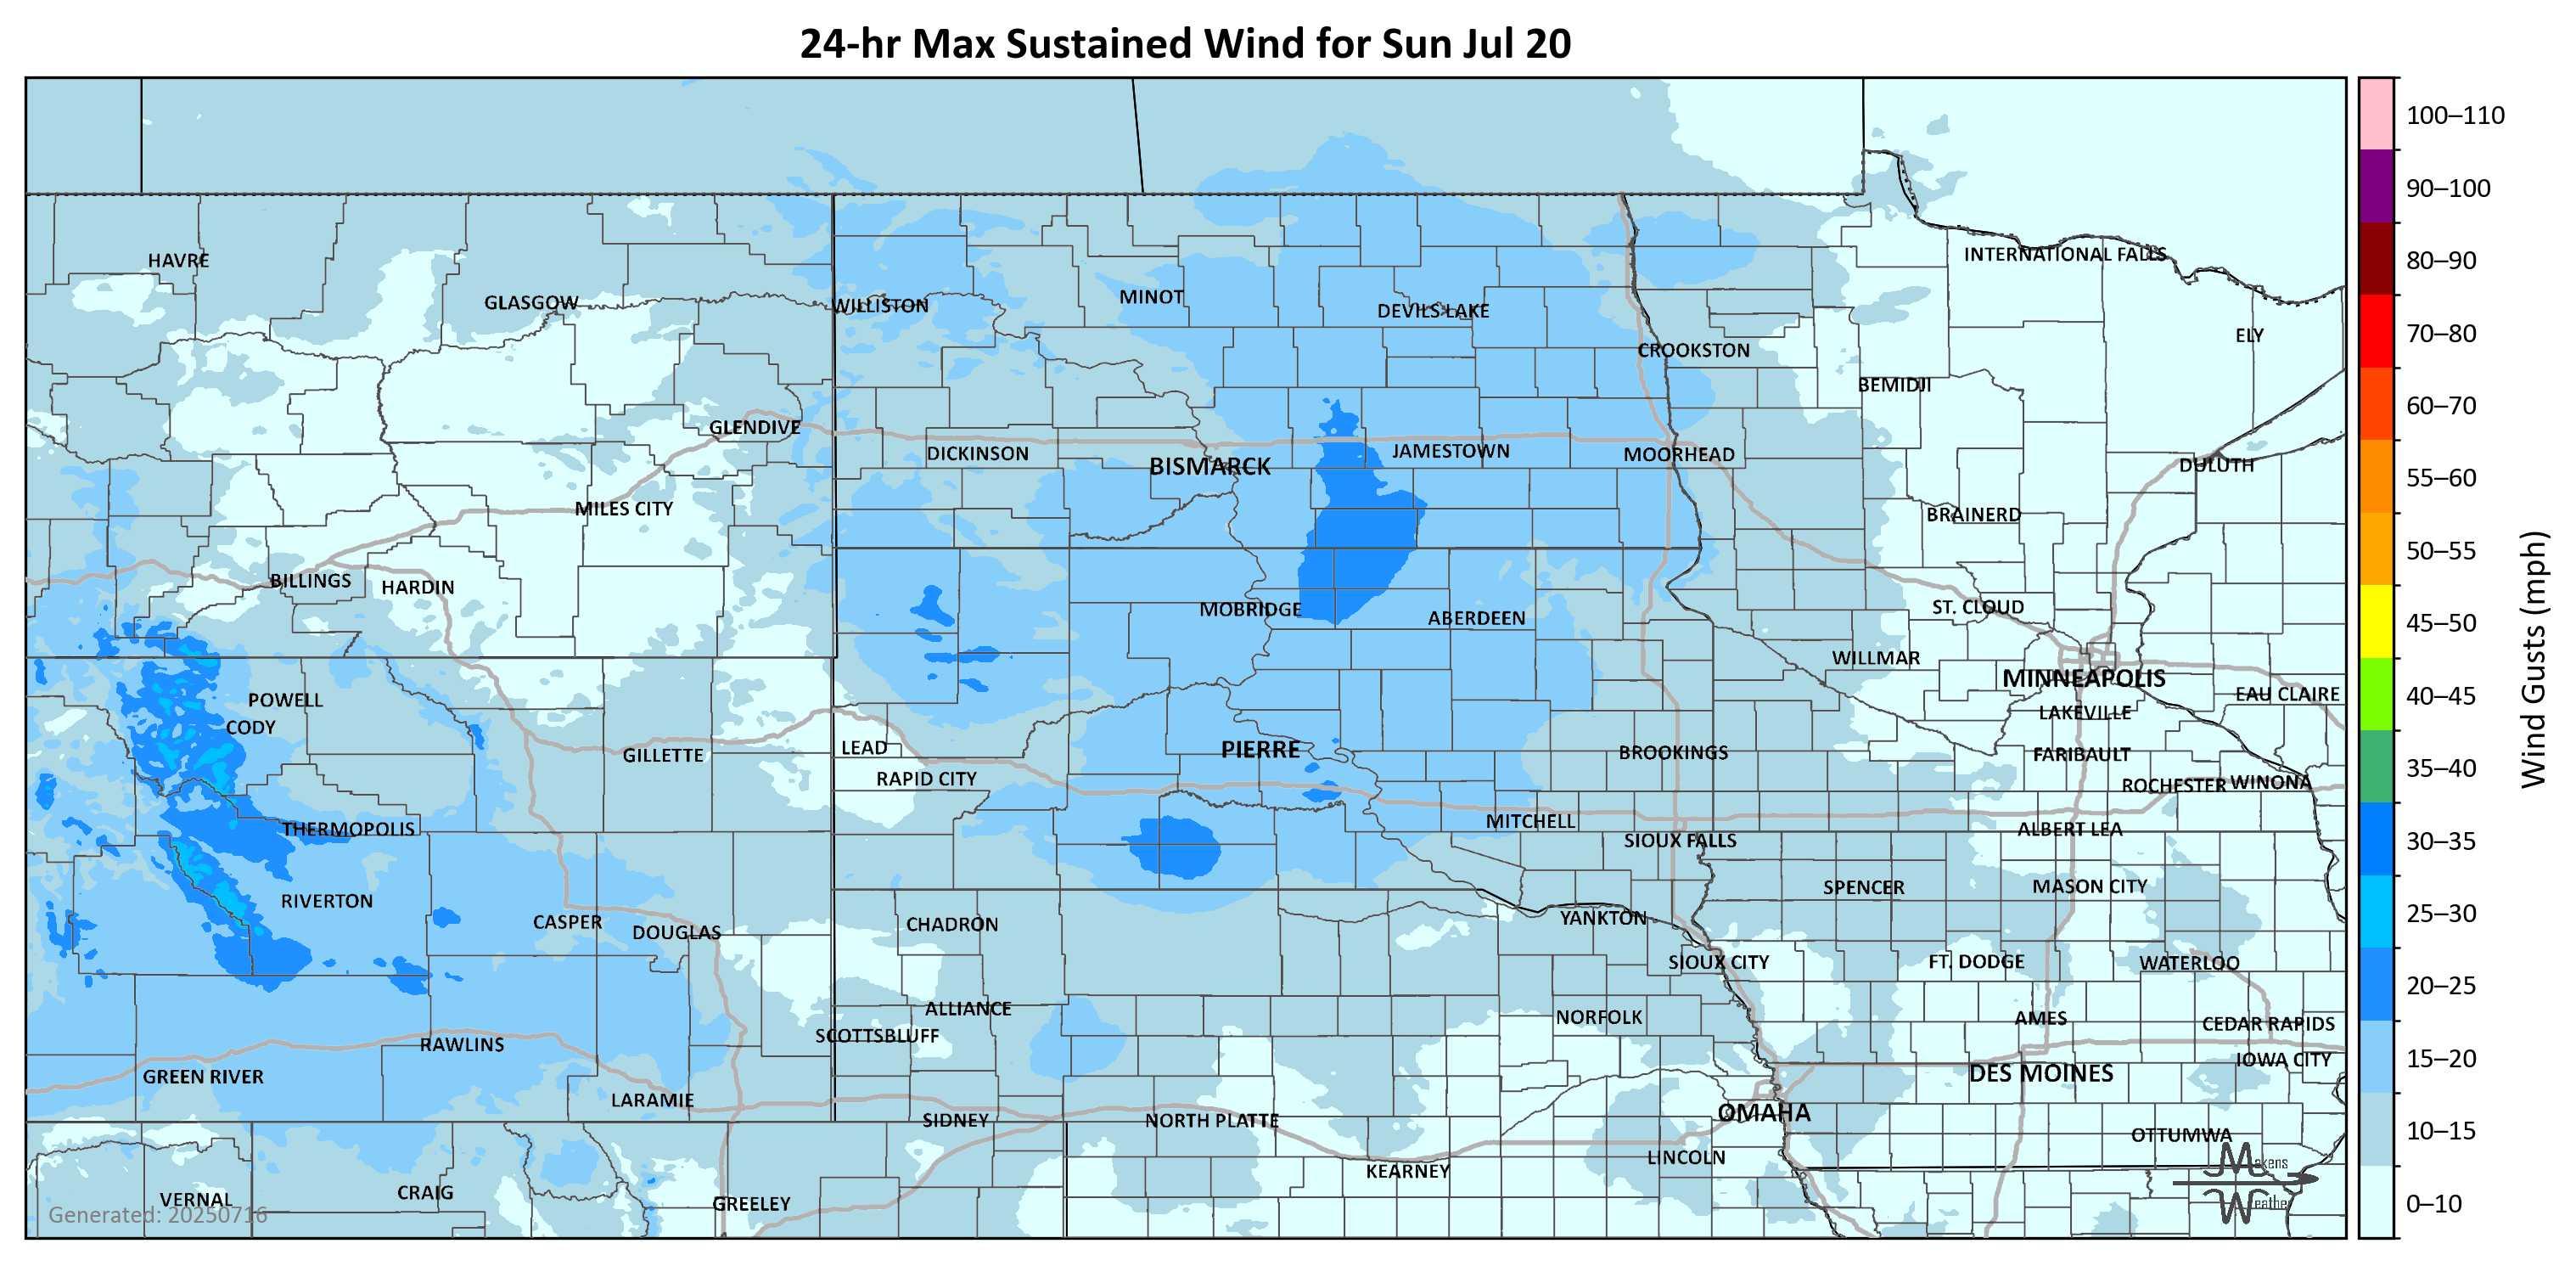 24-hr Max Sustained Wind for Sun Jul 20
100–110
90–100
80–90
70–80
60–70
55–60
50–55
45–50
40–45
35–40
30–35
25–30
20–25
15–20
10–15
0–10
Wind Gusts (mph)
HAVRE
GLASGOW
WILLISTON
MINOT
DEVILS LAKE
INTERNATIONAL FALLS
ELY
CROOKSTON
BEMIDJI
GLENDIVE
DICKINSON
BISMARCK
JAMESTOWN
MOORHEAD
DULUTH
MILES CITY
BRAINERD
BILLINGS
HARDIN
MOBRIDGE
ABERDEEN
ST. CLOUD
WILLMAR
MINNEAPOLIS
EAU CLAIRE
POWELL
CODY
LAKEVILLE
GILLETTE
LEAD
PIERRE
BROOKINGS
FARIBAULT
RAPID CITY
ROCHESTER
WINONA
THERMOPOLIS
MITCHELL
SIOUX FALLS
ALBERT LEA
RIVERTON
SPENCER
MASON CITY
CASPER
DOUGLAS
CHADRON
YANKTON
SIOUX CITY
FT. DODGE
WATERLOO
ALLIANCE
NORFOLK
AMES
CEDAR RAPIDS
SCOTTSBLUFF
RAWLINS
IOWA CITY
GREEN RIVER
DES MOINES
LARAMIE
SIDNEY
NORTH PLATTE
OMAHA
OTTUMWA
LINCOLN
KEARNEY
VERNAL
CRAIG
GREELEY
Makens
Weather
Generated: 20250716